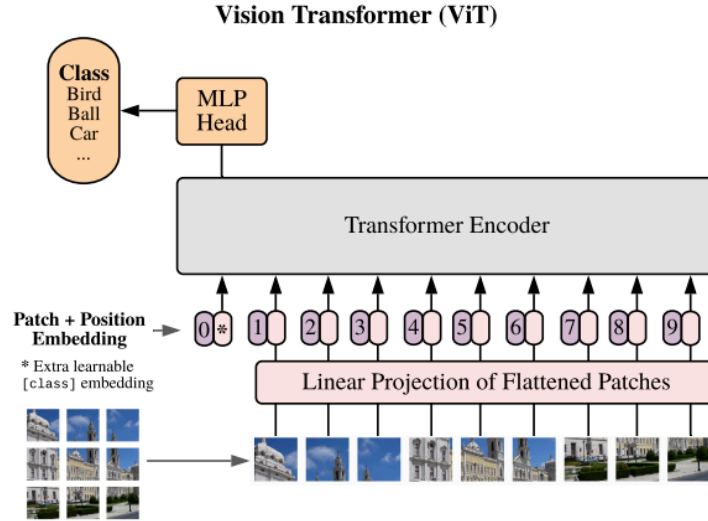 Vision Transformer (ViT)
Class
Bird
Ball
Car
...
MLP
Head
Transformer Encoder
Patch + Position
Embedding
0 * 1 2 3 4 5 6 7 8 9
* Extra learnable
[class] embedding
Linear Projection of Flattened Patches